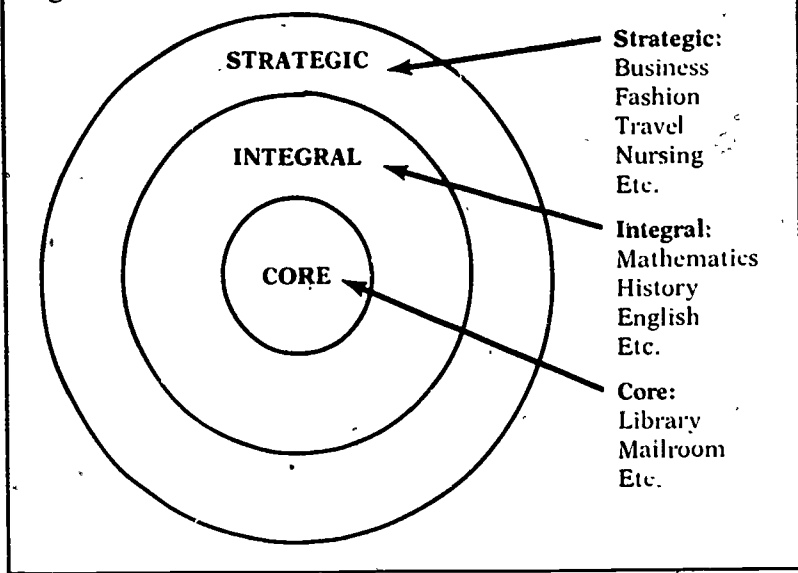 STRATEGIC
INTEGRAL
CORE
Strategic:
Business
Fashion
Travel
Nursing
Etc.
Integral:
Mathematics
History
English
Etc.
Core:
Library
Mailroom
Etc.